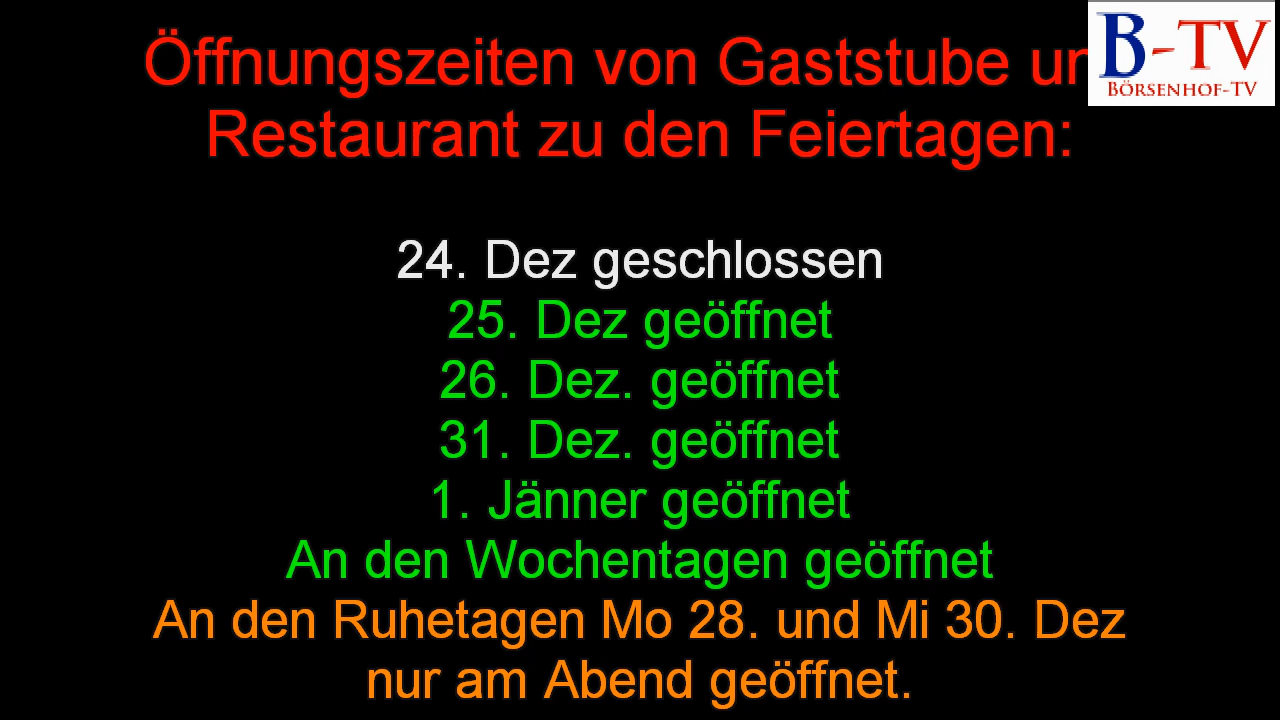 Öffnungszeiten von Gaststube un
Restaurant zu den Feiertagen:
24. Dez geschlossen
25. Dez geöffnet
26. Dez. geöffnet
31. Dez. geöffnet
1. Jänner geöffnet
An den Wochentagen geöffnet
An den Ruhetagen Mo 28. und Mi 30. Dez
nur am Abend geöffnet.
B-TV
BÖRSENHOF-TV